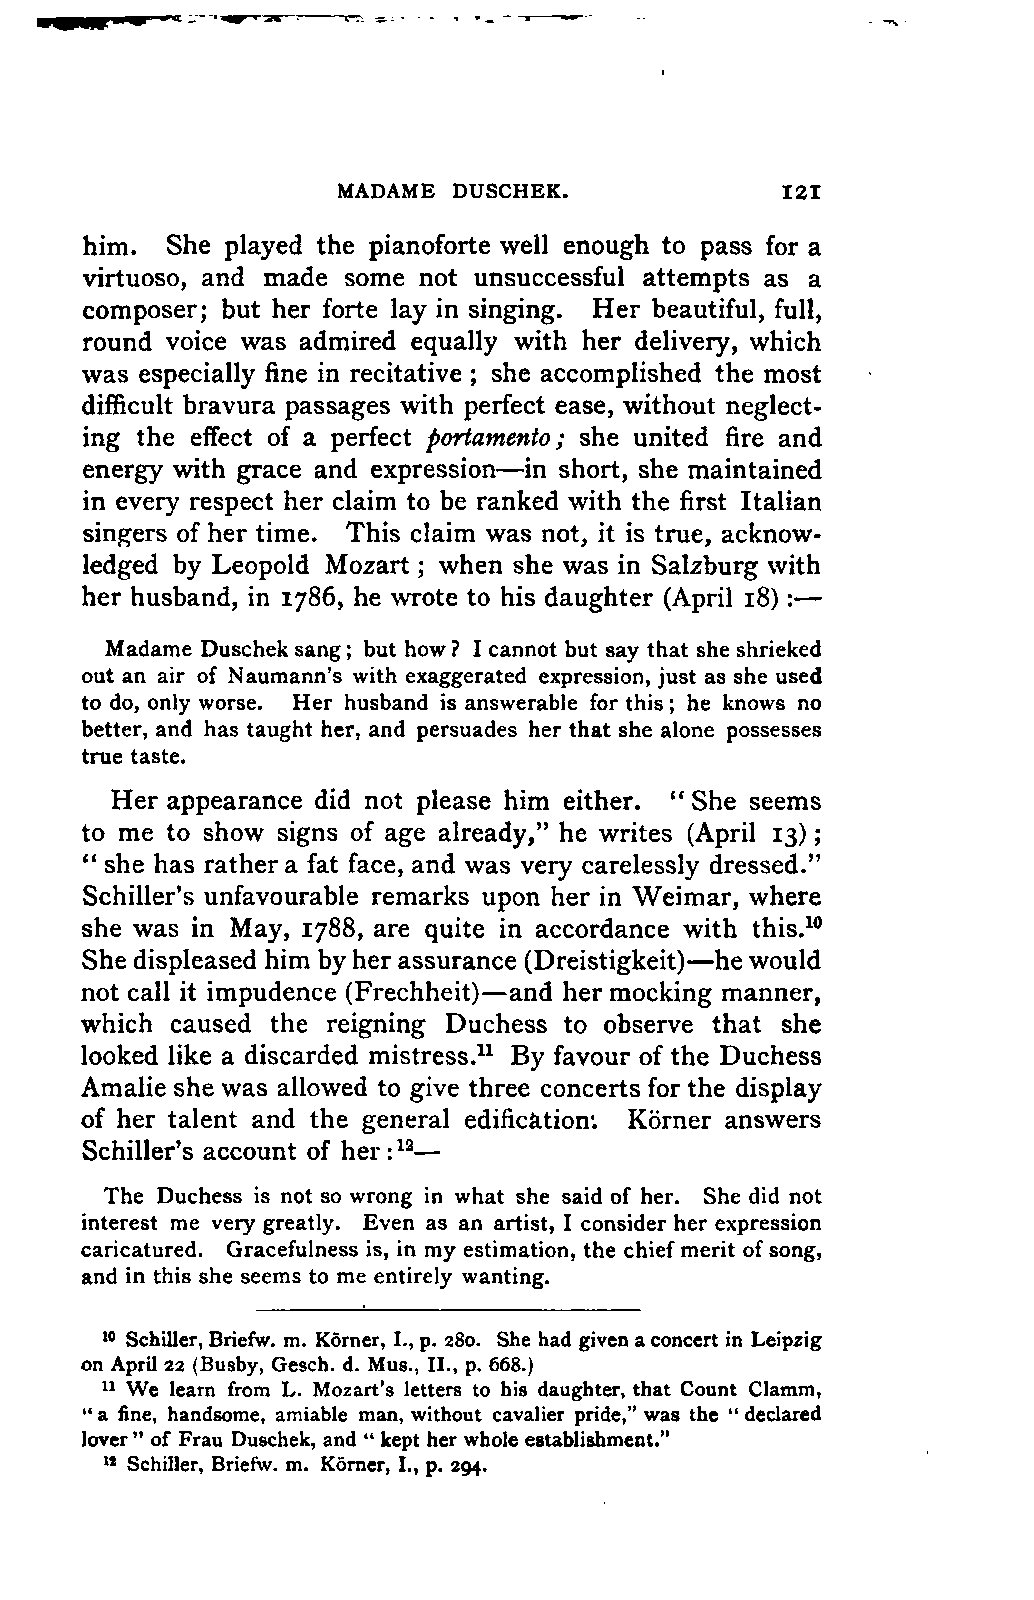 MADAME DUSCHEK. 121
him. She played the pianoforte well enough to pass for a
virtuoso, and made some not unsuccessful attempts as a
composer; but her forte lay in singing. Her beautiful, full,
round voice was admired equally with her delivery, which
was especially fine in recitative ; she accomplished the most
difficult bravura passages with perfect ease, without neglect-
ing the effect of a perfect portamento ; she united fire and
energy with grace and expression—in short, she maintained
in every respect her claim to be ranked with the first Italian
singers of her time. This claim was not, it is true, acknow-
ledged by Leopold Mozart ; when she was in Salzburg with
her husband, in 1786, he wrote to his daughter (April 18) :—
Madame Duschek sang ; but how ? I cannot but say that she shrieked
out an air of Naumann's with exaggerated expression, just as she used
to do, only worse. Her husband is answerable for this ; he knows no
better, and has taught her, and persuades her that she alone possesses
true taste.
Her appearance did not please him either. " She seems
to me to show signs of age already," he writes (April 13) ;
" she has rather a fat face, and was very carelessly dressed."
Schiller's unfavourable remarks upon her in Weimar, where
she was in May, 1788, are quite in accordance with this.¹⁰
She displeased him by her assurance (Dreistigkeit)—he would
not call it impudence (Frechheit)—and her mocking manner,
which caused the reigning Duchess to observe that she
looked like a discarded mistress.¹¹ By favour of the Duchess
Amalie she was allowed to give three concerts for the display
of her talent and the general edification. Körner answers
Schiller's account of her :¹²—
The Duchess is not so wrong in what she said of her. She did not
interest me very greatly. Even as an artist, I consider her expression
caricatured. Gracefulness is, in my estimation, the chief merit of song,
and in this she seems to me entirely wanting.
¹⁰ Schiller, Briefw. m. Körner, I., p. 280. She had given a concert in Leipzig
on April 22 (Busby, Gesch. d. Mus., II., p. 668.)
¹¹ We learn from L. Mozart's letters to his daughter, that Count Clamm,
" a fine, handsome, amiable man, without cavalier pride," was the " declared
lover " of Frau Duschek, and " kept her whole establishment."
¹² Schiller, Briefw. m. Körner, I., p. 294.